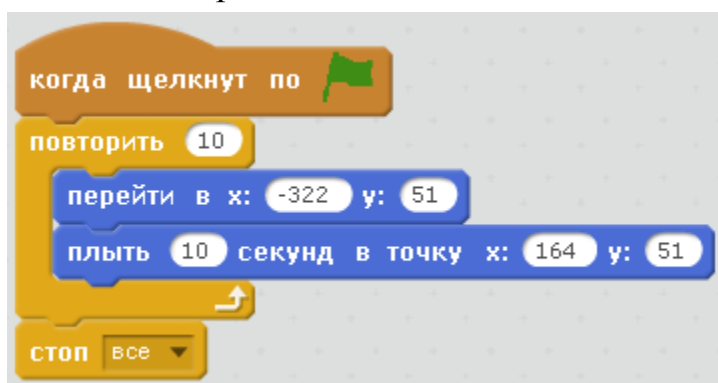 когда щелкнут по
повторить 10
перейти в x: -322 y: 51
плыть 10 секунд в точку x: 164 y: 51
стоп все